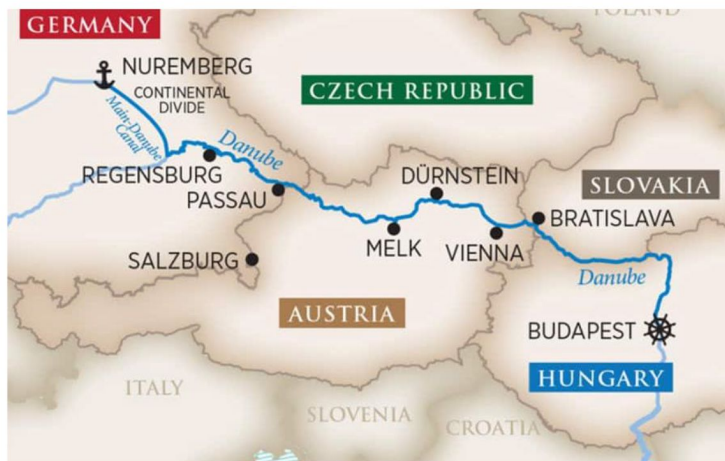 POLAND
GERMANY
NUREMBERG
CONTINENTAL
DIVIDE
Main-Danube
Canal
CZECH REPUBLIC
Danube
REGENSBURG
PASSAU
DÜRNSTEIN
SLOVAKIA
BRATISLAVA
MELK
VIENNA
SALZBURG
Danube
AUSTRIA
BUDAPEST
HUNGARY
ITALY
SLOVENIA
CROATIA